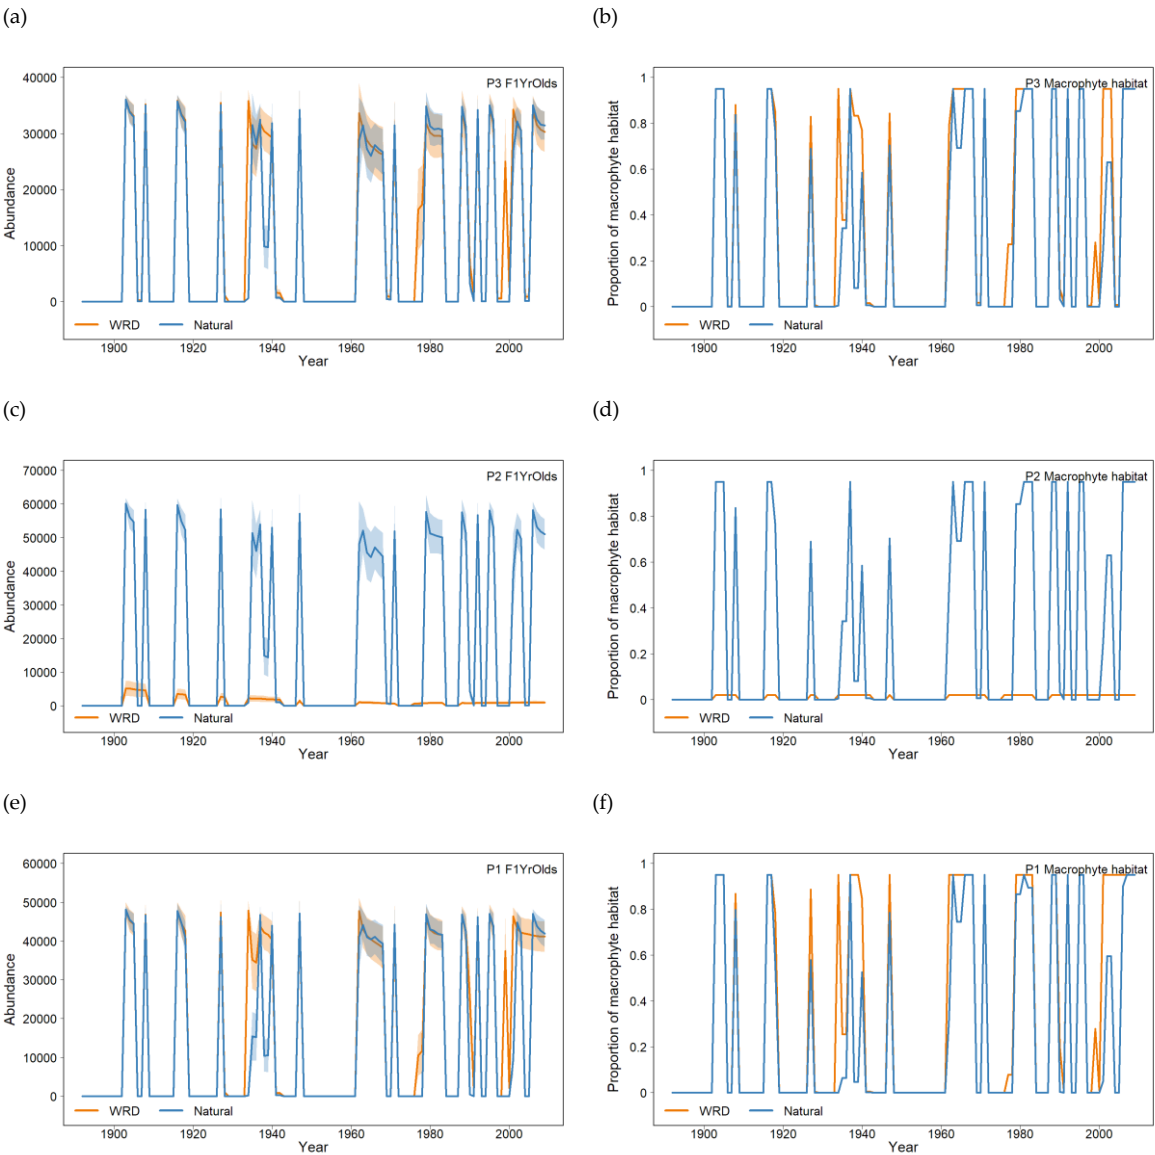 (a)
(b)
P3 F1YrOlds
40000
30000
20000
10000
0
Abundance
WRD Natural
1900 1920 1940 1960 1980 2000
Year
P3 Macrophyte habitat
1
0.8
0.6
0.4
0.2
0
Proportion of macrophyte habitat
WRD Natural
1900 1920 1940 1960 1980 2000
Year
(c)
(d)
P2 F1YrOlds
70000
60000
50000
40000
30000
20000
10000
0
Abundance
WRD Natural
1900 1920 1940 1960 1980 2000
Year
P2 Macrophyte habitat
1
0.8
0.6
0.4
0.2
0
Proportion of macrophyte habitat
WRD Natural
1900 1920 1940 1960 1980 2000
Year
(e)
(f)
P1 F1YrOlds
60000
50000
40000
30000
20000
10000
0
Abundance
WRD Natural
1900 1920 1940 1960 1980 2000
Year
P1 Macrophyte habitat
1
0.8
0.6
0.4
0.2
0
Proportion of macrophyte habitat
WRD Natural
1900 1920 1940 1960 1980 2000
Year